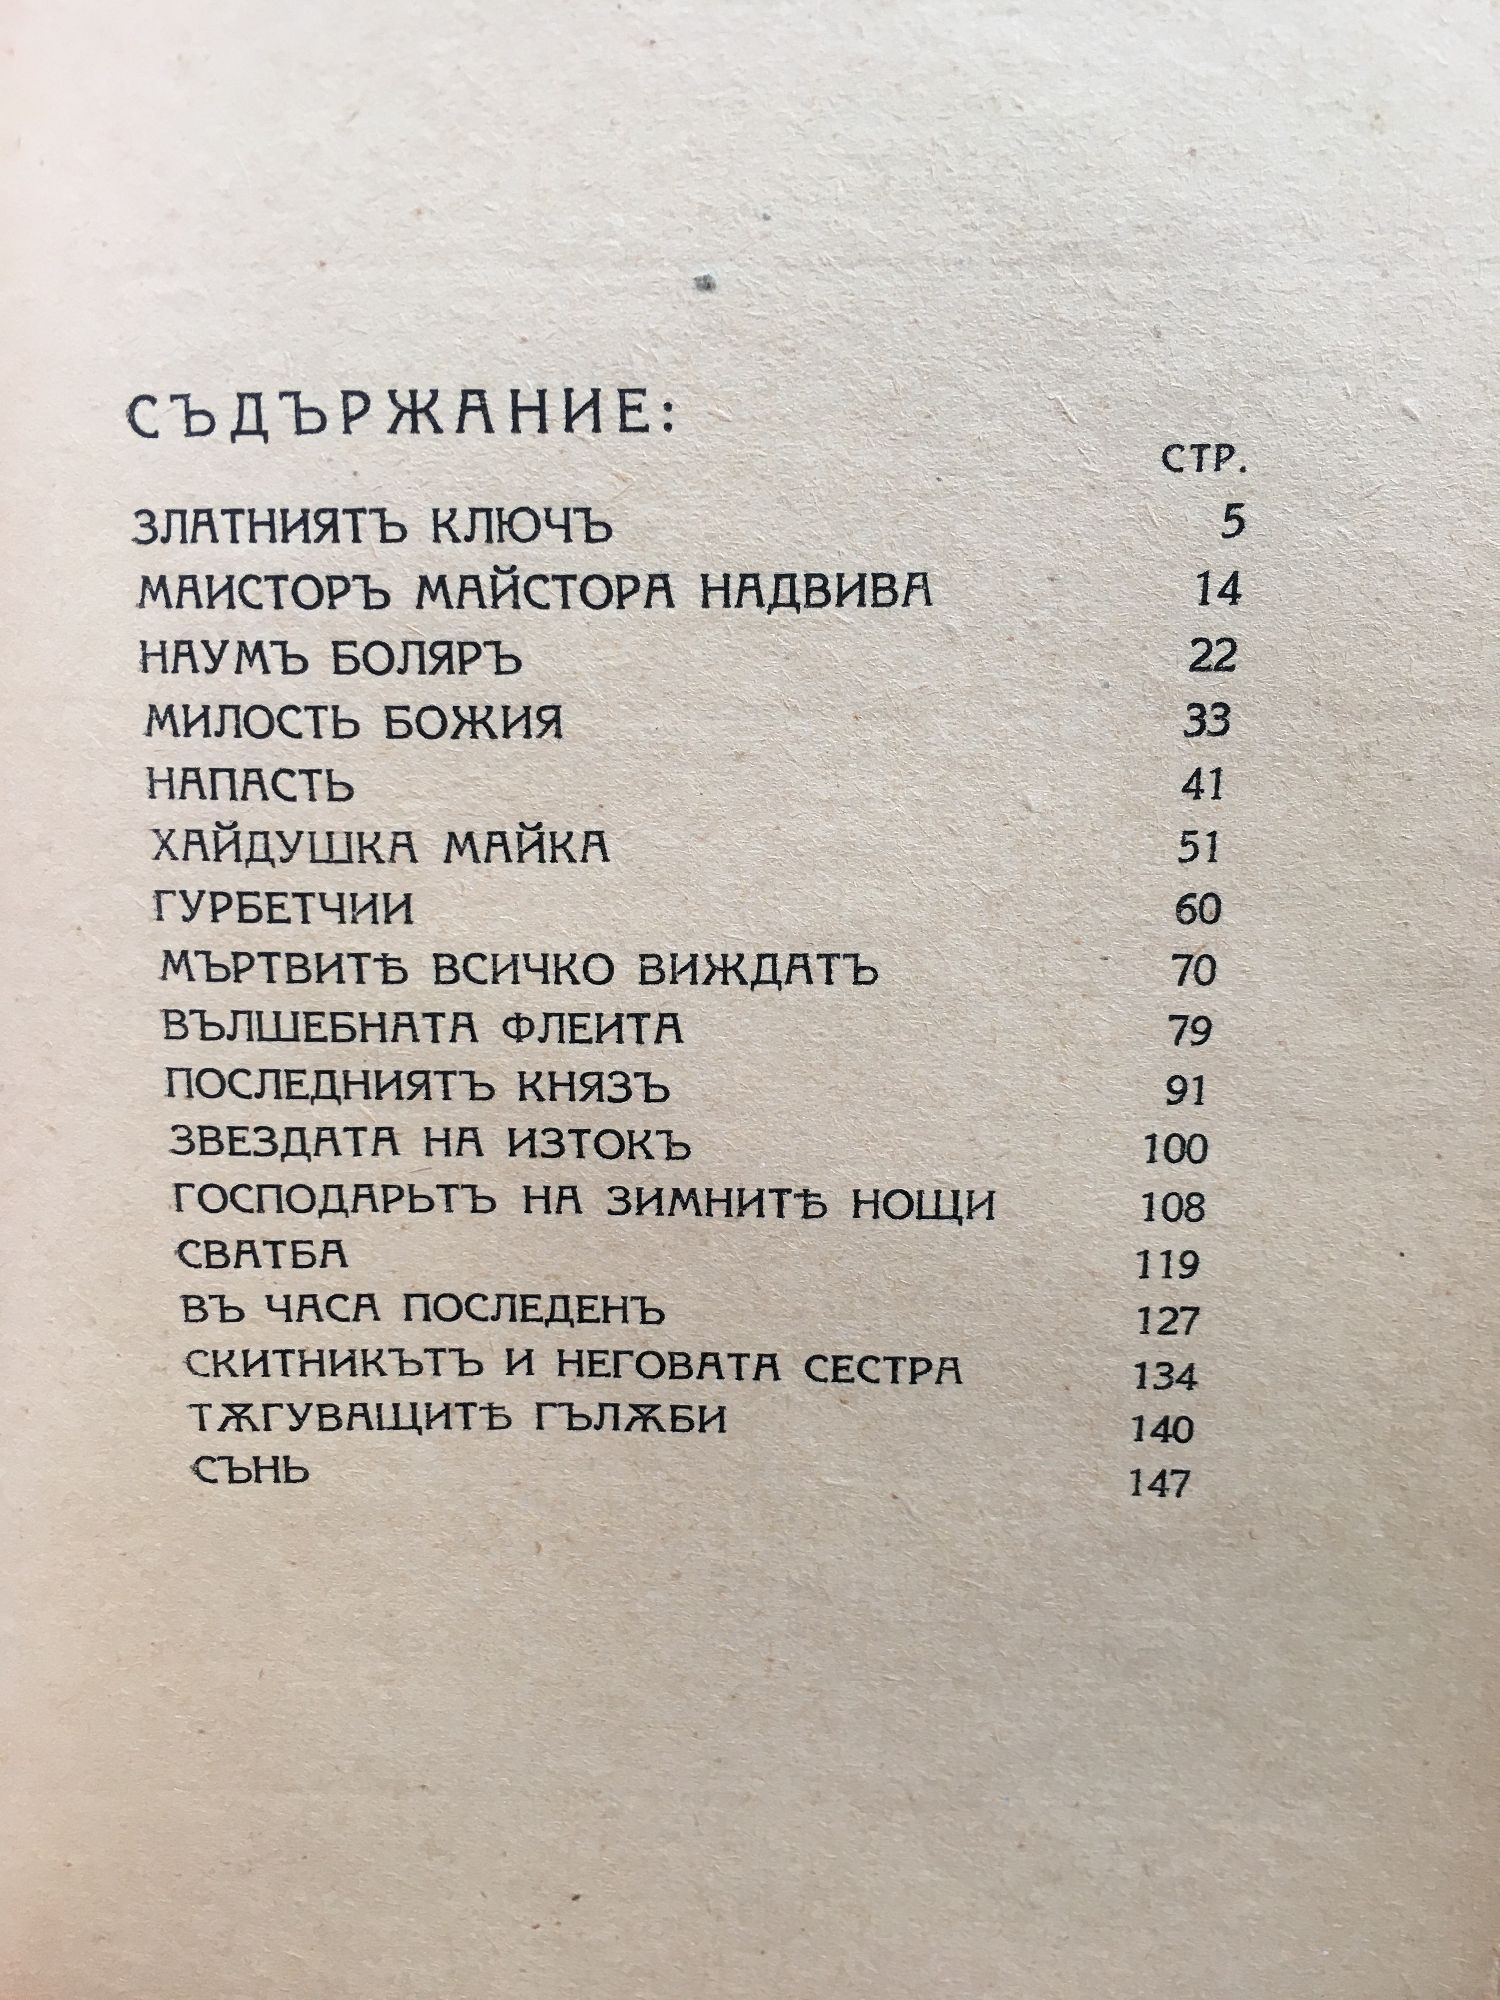 СЪДЪРЖАНИЕ:
СТР.
ЗЛАТНИЯТЪ КЛЮЧЪ 5
МАИСТОРЪ МАЙСТОРА НАДВИВА 14
НАУМЪ БОЛЯРЪ 22
МИЛОСТЬ БОЖИЯ 33
НАПАСТЬ 41
ХАЙДУШКА МАЙКА 51
ГУРБЕТЧИИ 60
МЪРТВИТѢ ВСИЧКО ВИЖДАТЪ 70
ВЪЛШЕБНАТА ФЛЕИТА 79
ПОСЛЕДНИЯТЪ КНЯЗЪ 91
ЗВЕЗДАТА НА ИЗТОКЪ 100
ГОСПОДАРЬТЪ НА ЗИМНИТѢ НОЩИ 108
СВАТБА 119
ВЪ ЧАСА ПОСЛЕДЕНЪ 127
СКИТНИКЪТЪ И НЕГОВАТА СЕСТРА 134
ТѪГУВАЩИТѢ ГЪЛѪБИ 140
СЪНЬ 147